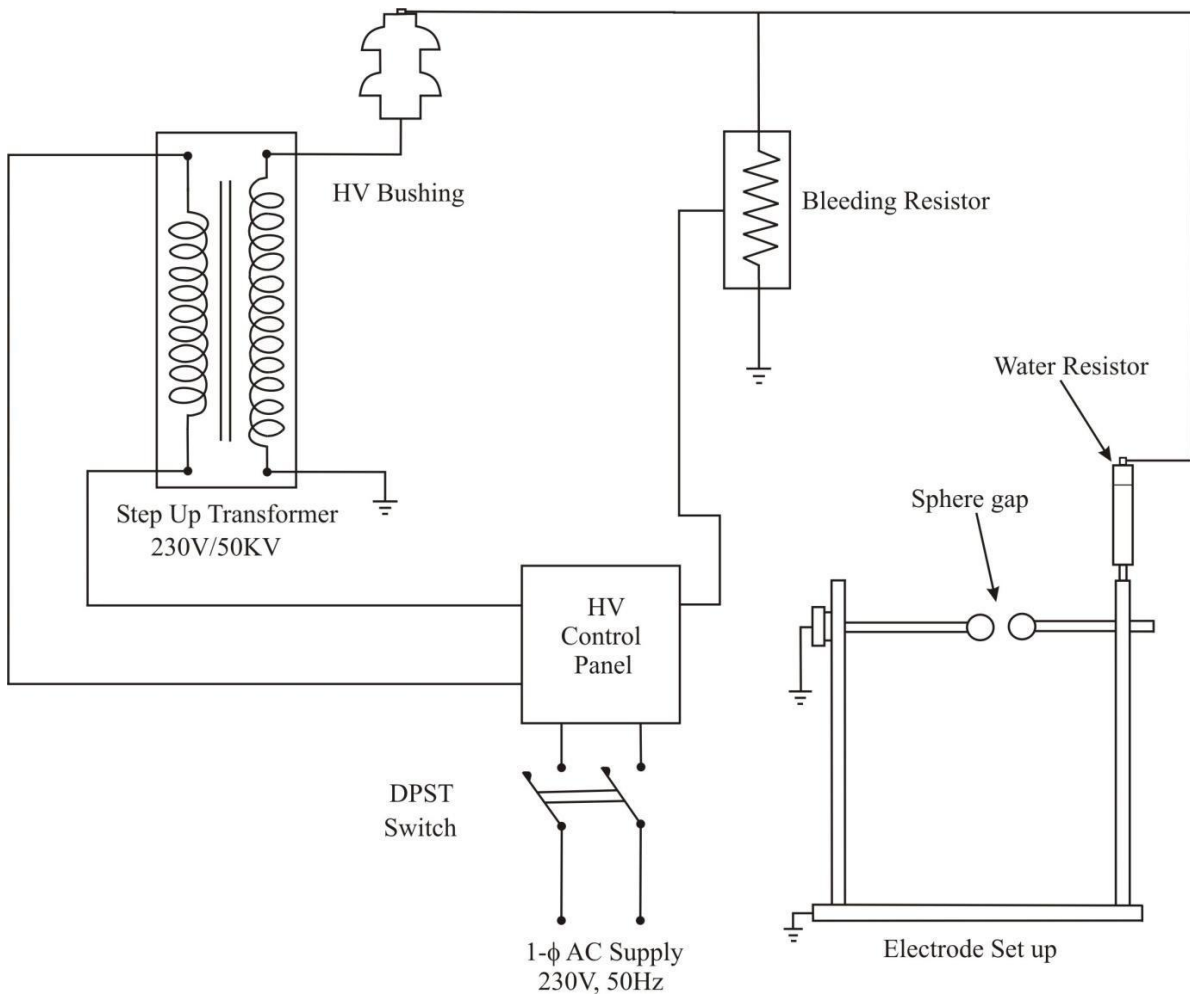 HV Bushing
Bleeding Resistor
Water Resistor
Step Up Transformer
230V/50KV
Sphere gap
HV
Control
Panel
DPST
Switch
1-ϕ AC Supply
230V, 50Hz
Electrode Set up